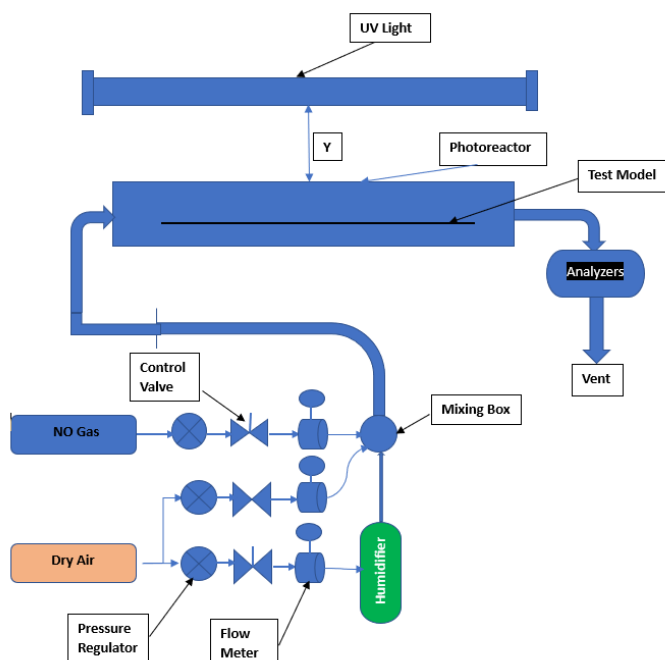 UV Light
Y
Photoreactor
Test Model
Analyzers
Control
Valve
Vent
Mixing Box
NO Gas
Dry Air
Humidifier
Pressure
Regulator
Flow
Meter